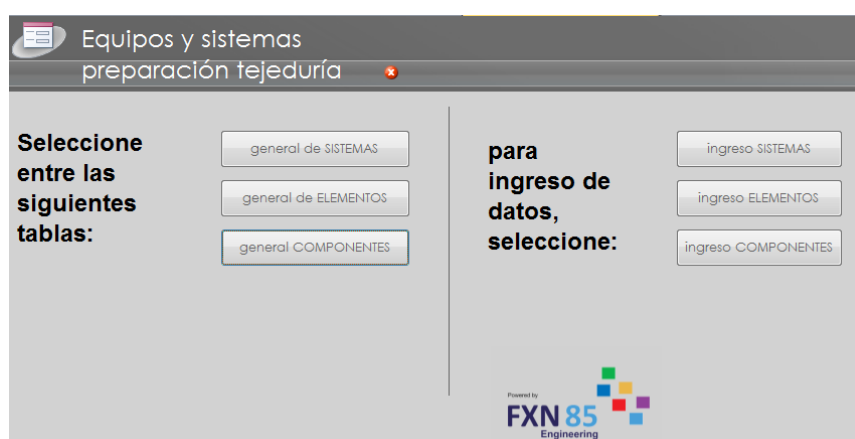 Equipos y sistemas
preparación tejeduría
Seleccione
entre las
siguientes
tablas:
general de SISTEMAS
general de ELEMENTOS
general COMPONENTES
para
ingreso de
datos,
seleccione:
ingreso SISTEMAS
ingreso ELEMENTOS
ingreso COMPONENTES
Powered by
FXN 85
Engineering